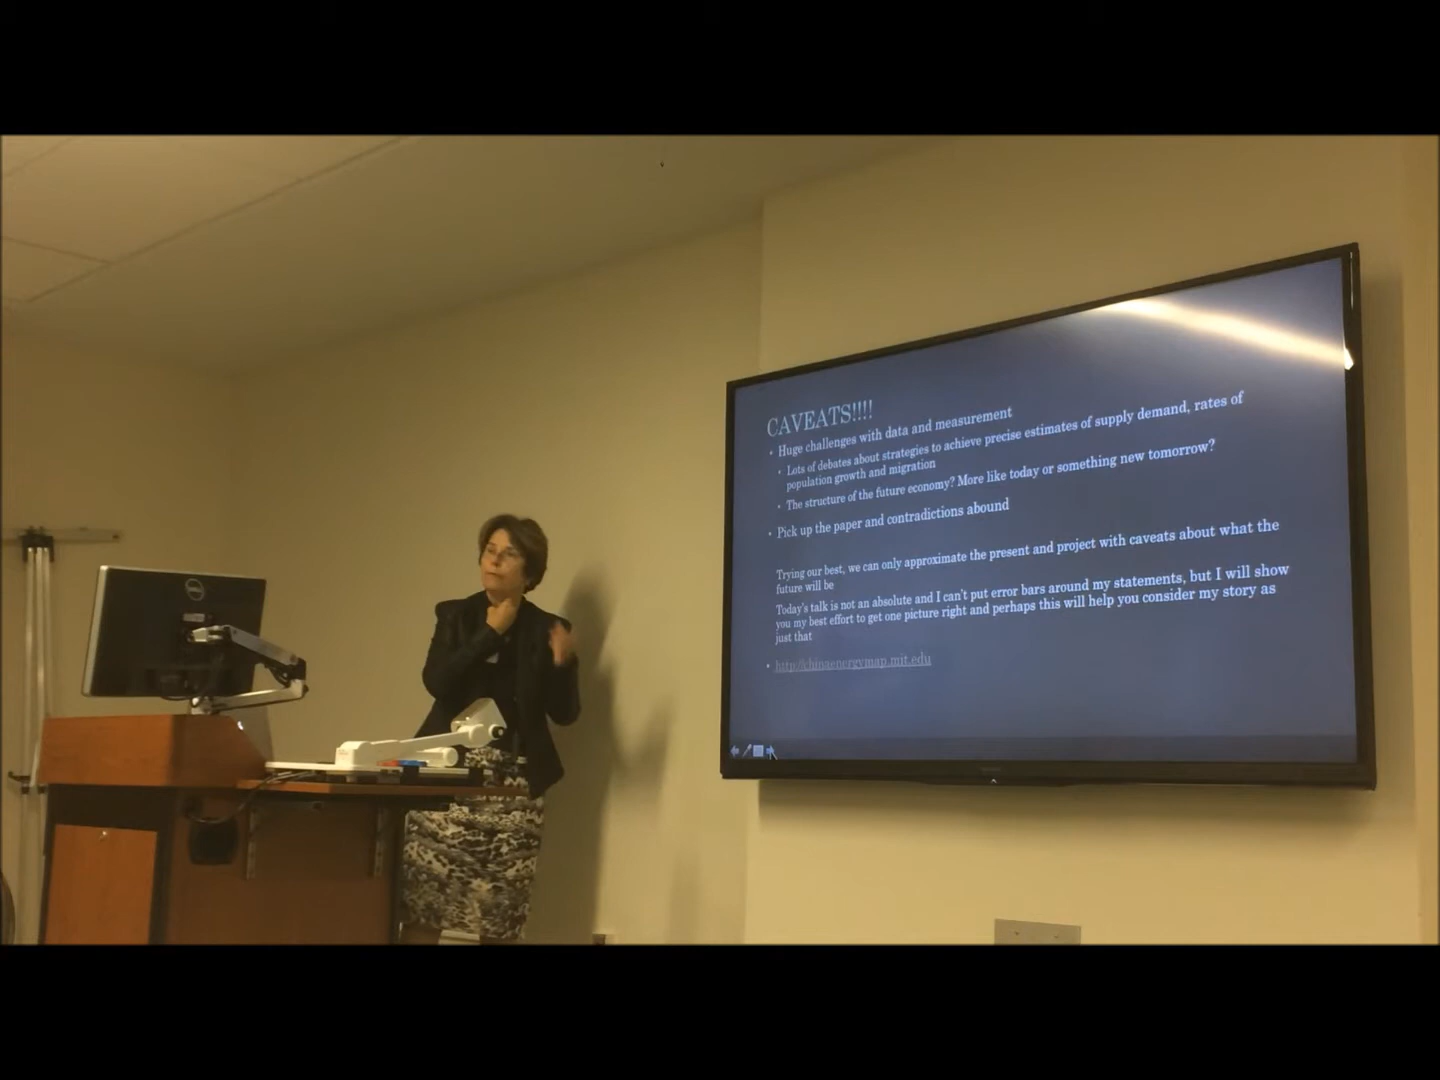 CAVEATS!!!!
Huge challenges with data and measurement
Lots of debates about strategies to achieve precise estimates of supply demand, rates of
population growth and migration
The structure of the future economy? More like today or something new tomorrow?
Pick up the paper and contradictions abound
Trying our best, we can only approximate the present and project with caveats about what the
future will be
Today's talk is not an absolute and I can't put error bars around my statements, but I will show
you my best effort to get one picture right and perhaps this will help you consider my story as
just that
http://chinaenergymap.mit.edu
DELL